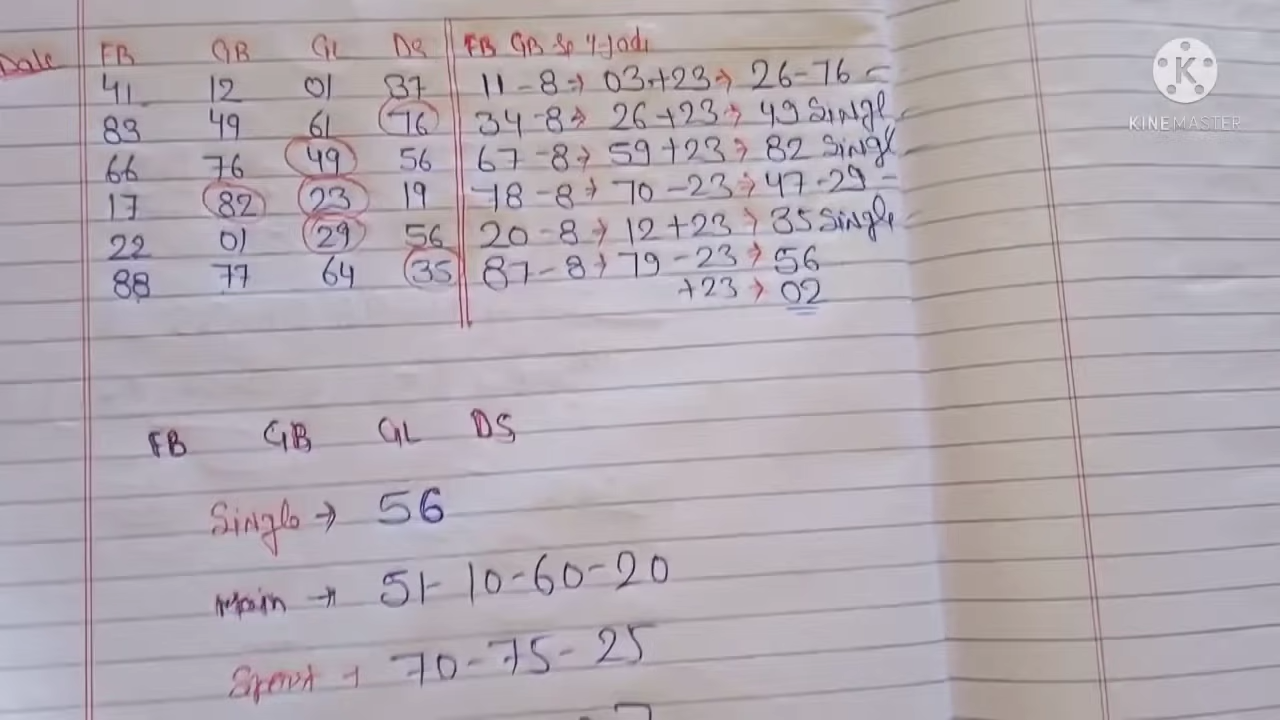 Date FB GB GL DS FB GB Se 4-Jodi
41 12 01 37 11-8→ 03+23→ 26-76=
83 49 61 76 34-8→ 26+23→ 49 Singl
66 76 49 56 67-8→ 59+23→ 82 Singl
17 82 23 19 78-8→ 70-23→ 47-29-
22 01 29 56 20-8→ 12+23→ 35 Single
88 77 64 35 87-8→ 79-23→ 56
+23→ 02
K
KINEMASTER
FB GB GL DS
Single → 56
Main → 51-10-60-20
70-75-25